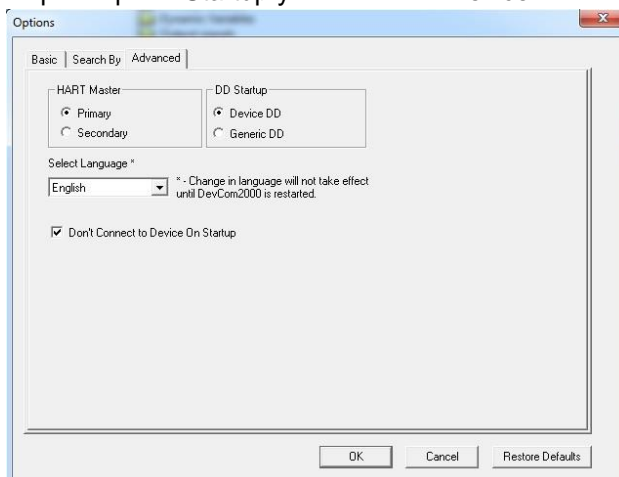 Options
Basic
Search By
Advanced
HART Master
Primary
Secondary
DD Startup
Device DD
Generic DD
Select Language *
English
* - Change in language will not take effect
until DevCom2000 is restarted.
Don't Connect to Device On Startup
OK
Cancel
Restore Defaults